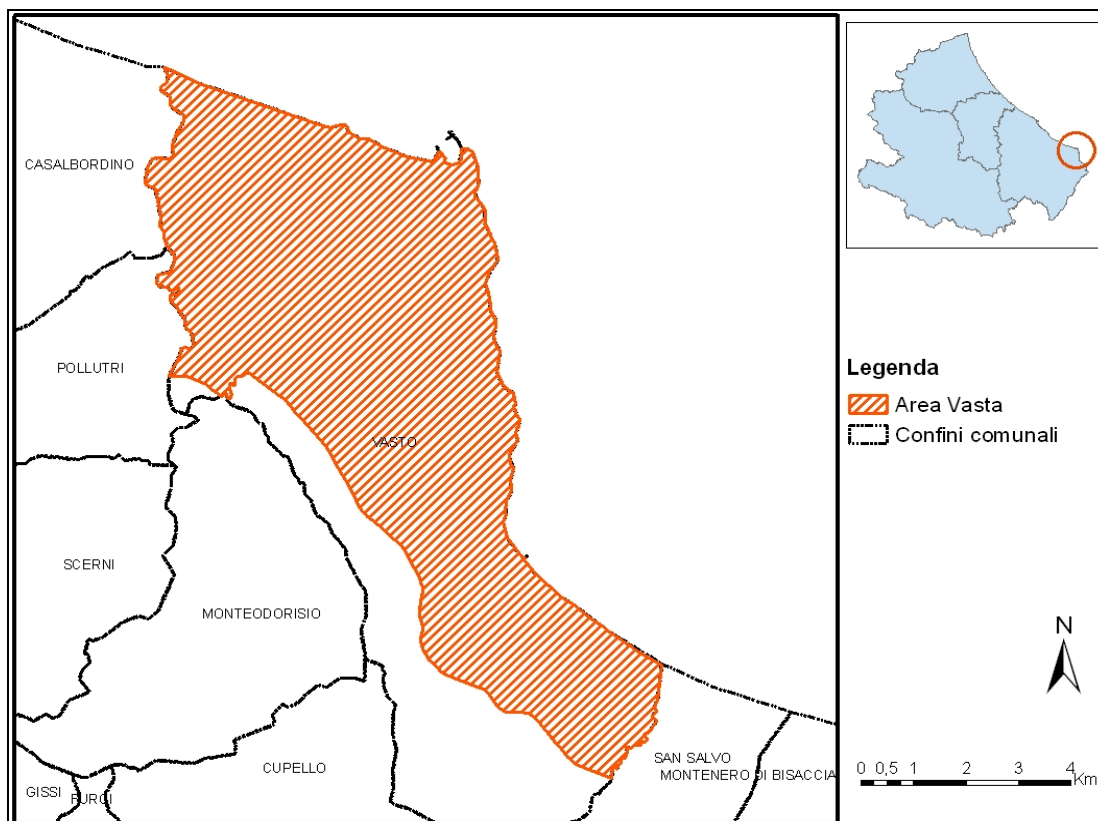 CASALBORDINO
POLLUTRI
VASTO
SCERNI
MONTEODORISIO
SAN SALVO
MONTENERO DI BISACCIA
CUPELLO
GISSI
FURCI
Legenda
Area Vasta
Confini comunali
N
0 0,5 1 2 3 4
Km